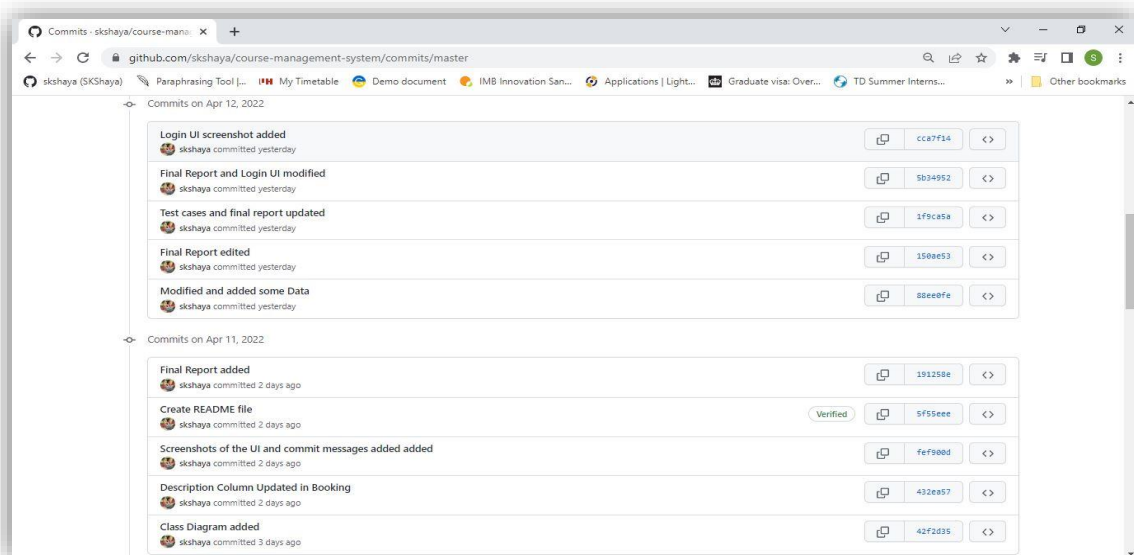 Commits · skshaya/course-mana
github.com/skshaya/course-management-system/commits/master
S
skshaya (SKShaya) Paraphrasing Tool |... My Timetable Demo document IMB Innovation San... Applications | Light... Graduate visa: Over... TD Summer Interns... » Other bookmarks
Commits on Apr 12, 2022
Login UI screenshot added
skshaya committed yesterday
cca7f14
Final Report and Login UI modified
skshaya committed yesterday
5b34952
Test cases and final report updated
skshaya committed yesterday
1f9ca5a
Final Report edited
skshaya committed yesterday
150ae53
Modified and added some Data
skshaya committed yesterday
88ee0fe
Commits on Apr 11, 2022
Final Report added
skshaya committed 2 days ago
191258e
Create README file
skshaya committed 2 days ago
Verified 5f55eee
Screenshots of the UI and commit messages added added
skshaya committed 2 days ago
fef900d
Description Column Updated in Booking
skshaya committed 2 days ago
432ea57
Class Diagram added
skshaya committed 3 days ago
42f2d35